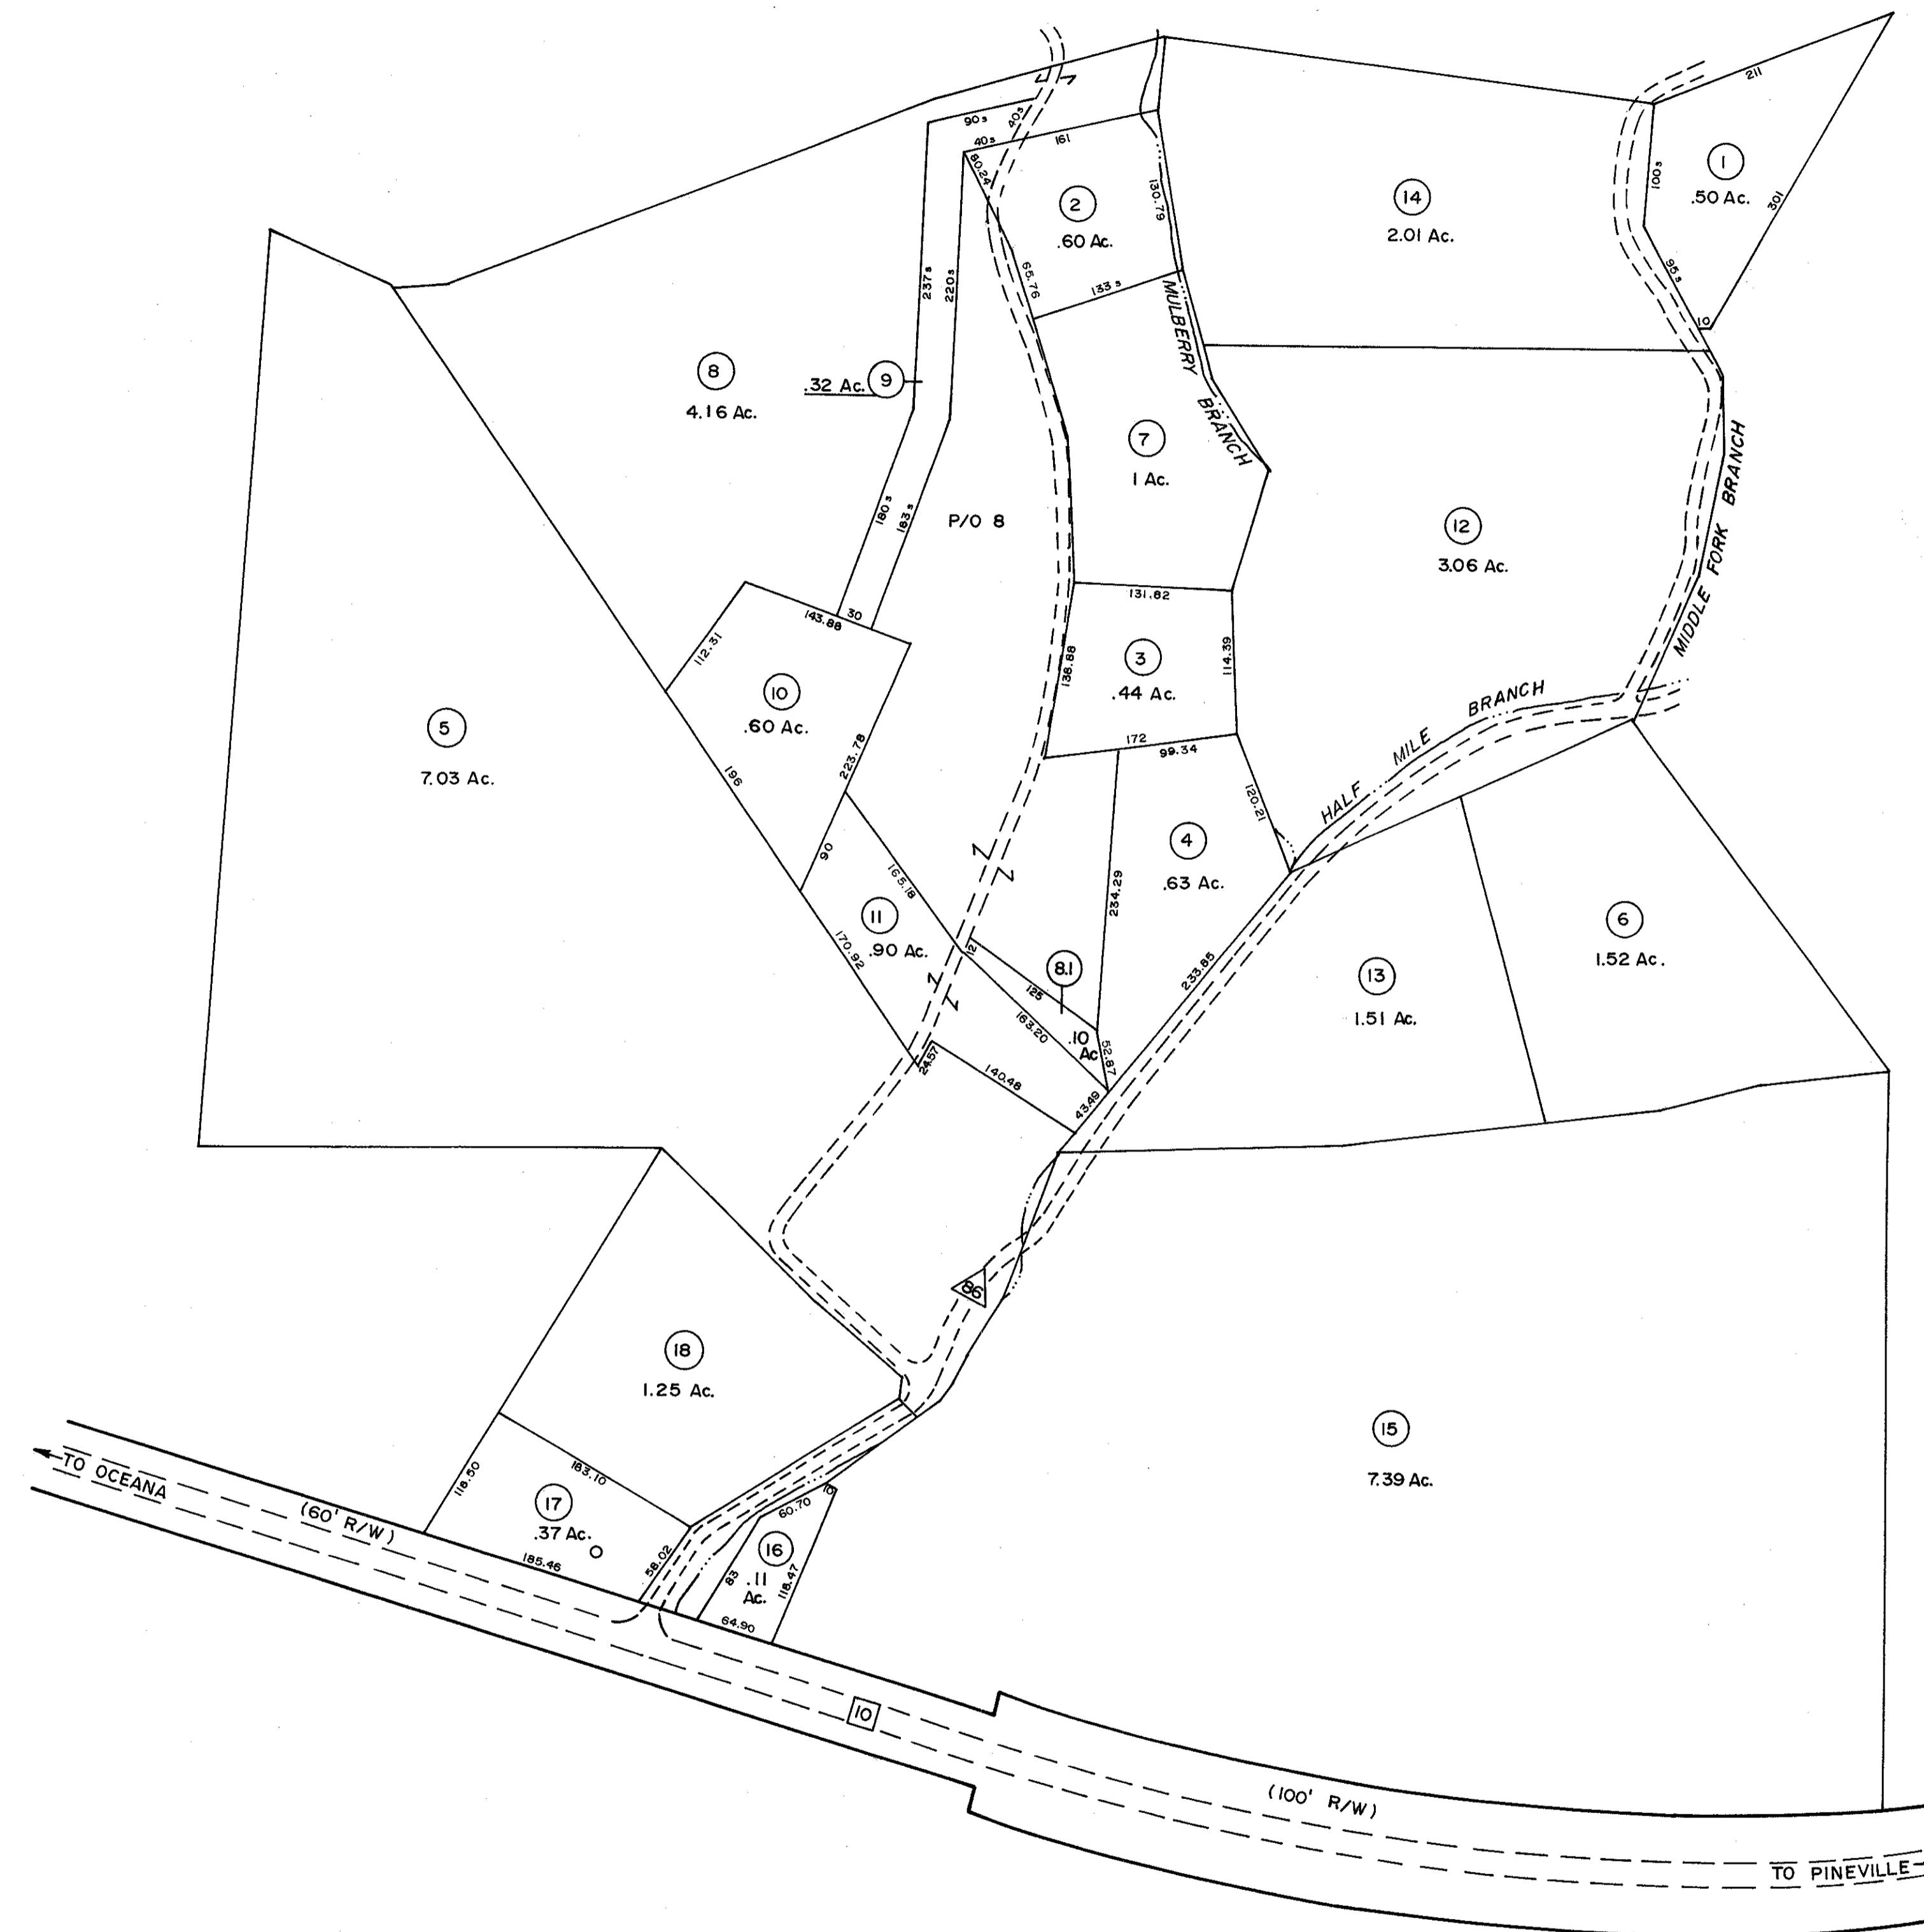 211
1
.50 Ac.
100s
301
95s
10
90s
40s
40s
161
80.24
2
.60 Ac.
130.79
65.76
133s
14
2.01 Ac.
237s
220s
8
4.16 Ac.
.32 Ac.
9
MULBERRY BRANCH
7
1 Ac.
180s
183s
P/O 8
12
3.06 Ac.
MIDDLE FORK BRANCH
143.88
30
112.31
131.82
138.88
3
.44 Ac.
114.39
10
.60 Ac.
223.78
5
7.03 Ac.
196
172
99.34
HALF MILE BRANCH
120.21
4
.63 Ac.
90
165.18
11
.90 Ac.
170.92
234.29
233.85
6
1.52 Ac.
13
1.51 Ac.
12
8.1
125
163.20
.10
Ac
52.87
24.57
140.48
43.49
86
18
1.25 Ac.
15
7.39 Ac.
TO OCEANA
118.50
183.10
(60' R/W)
17
.37 Ac.
185.46
58.02
60.70
10
16
.11
Ac.
83
118.47
64.90
10
(100' R/W)
TO PINEVILLE